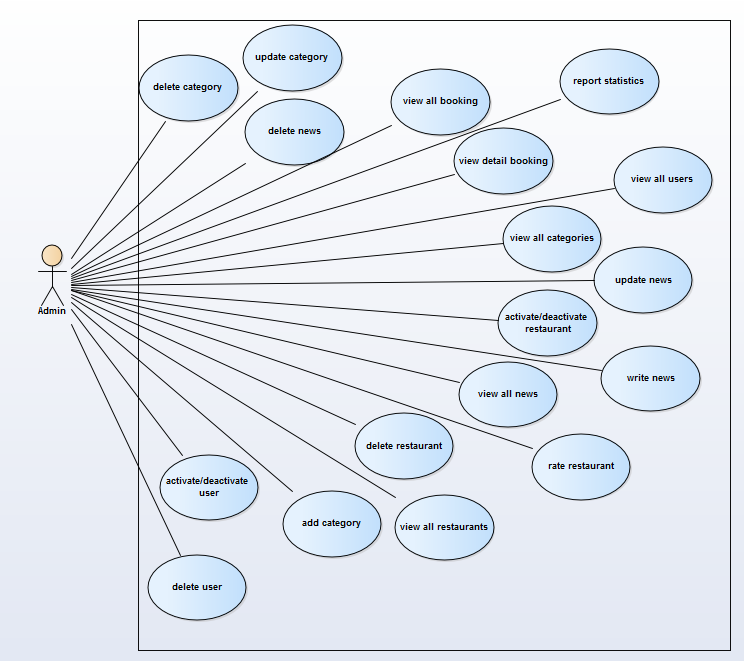 update category
delete category
report statistics
view all booking
delete news
view detail booking
view all users
view all categories
update news
Admin
activate/deactivate
restaurant
write news
view all news
delete restaurant
rate restaurant
activate/deactivate
user
add category
view all restaurants
delete user